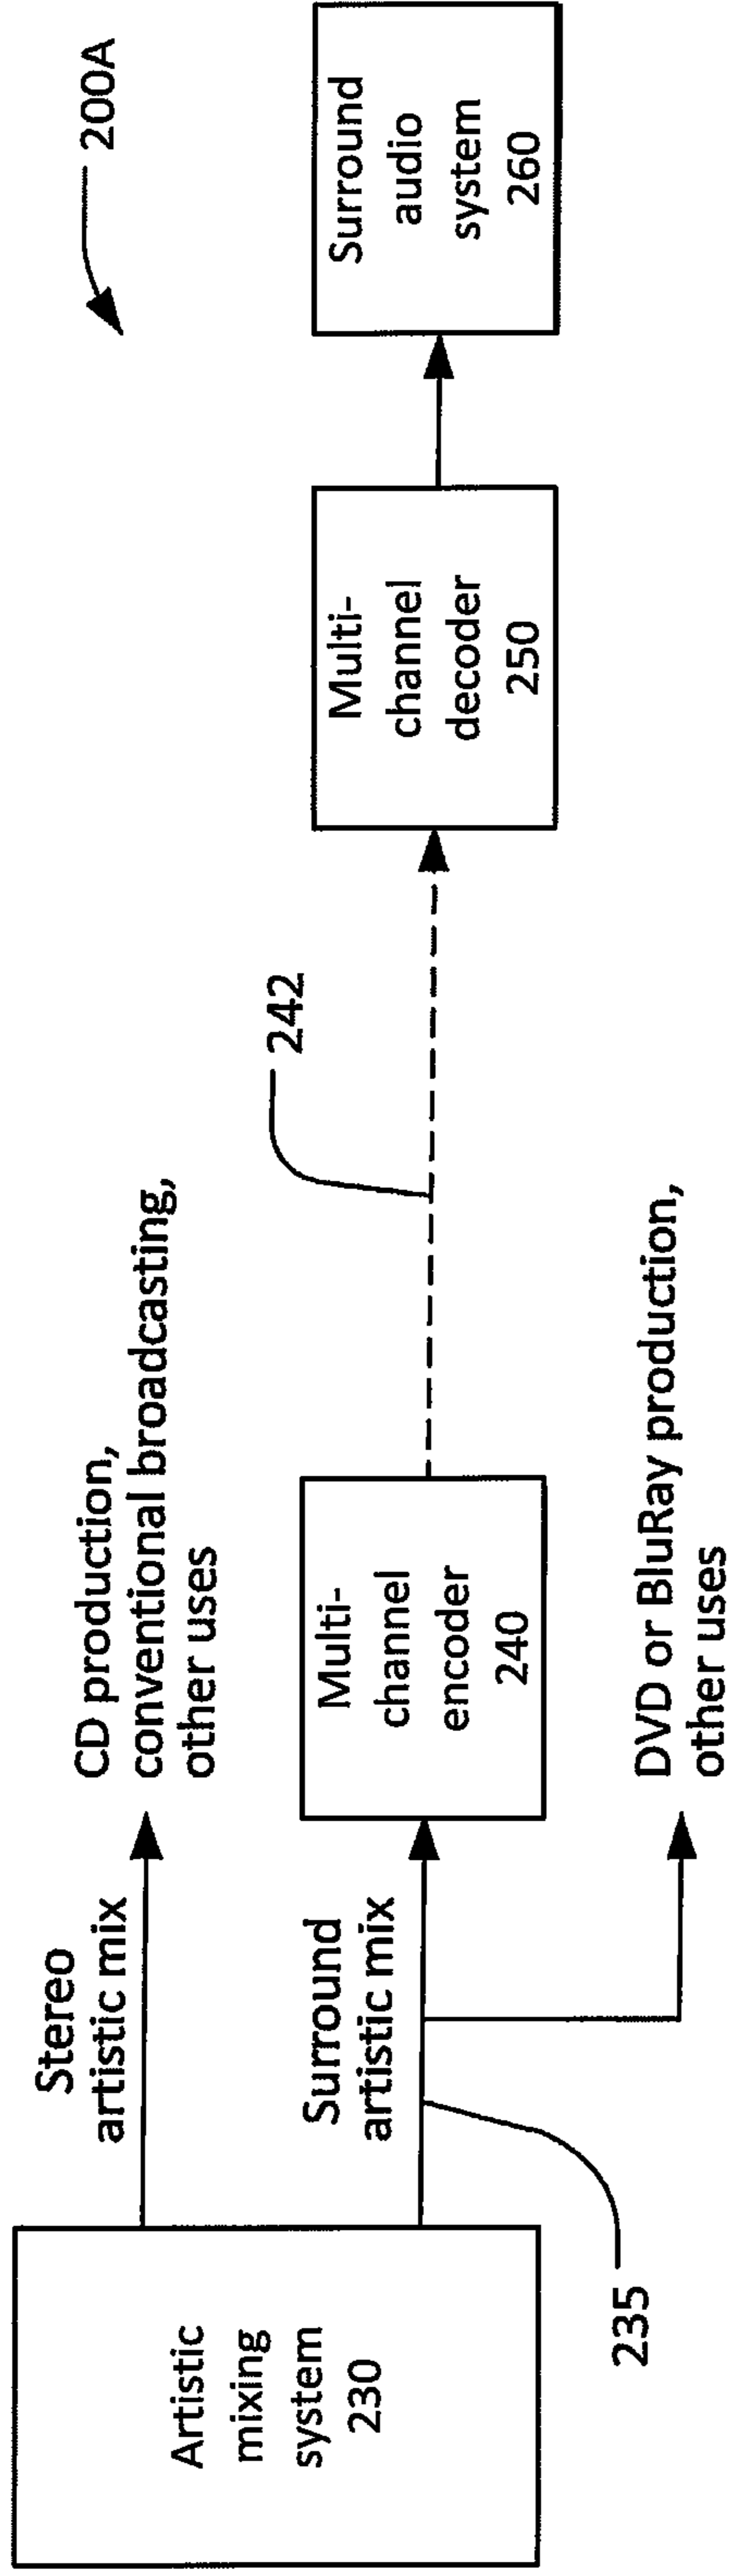 200A
Stereo
artistic mix
CD production,
conventional broadcasting,
other uses
Artistic
mixing
system
230
Surround
artistic mix
235
Multi-
channel
encoder
240
242
Multi-
channel
decoder
250
Surround
audio
system
260
DVD or BluRay production,
other uses